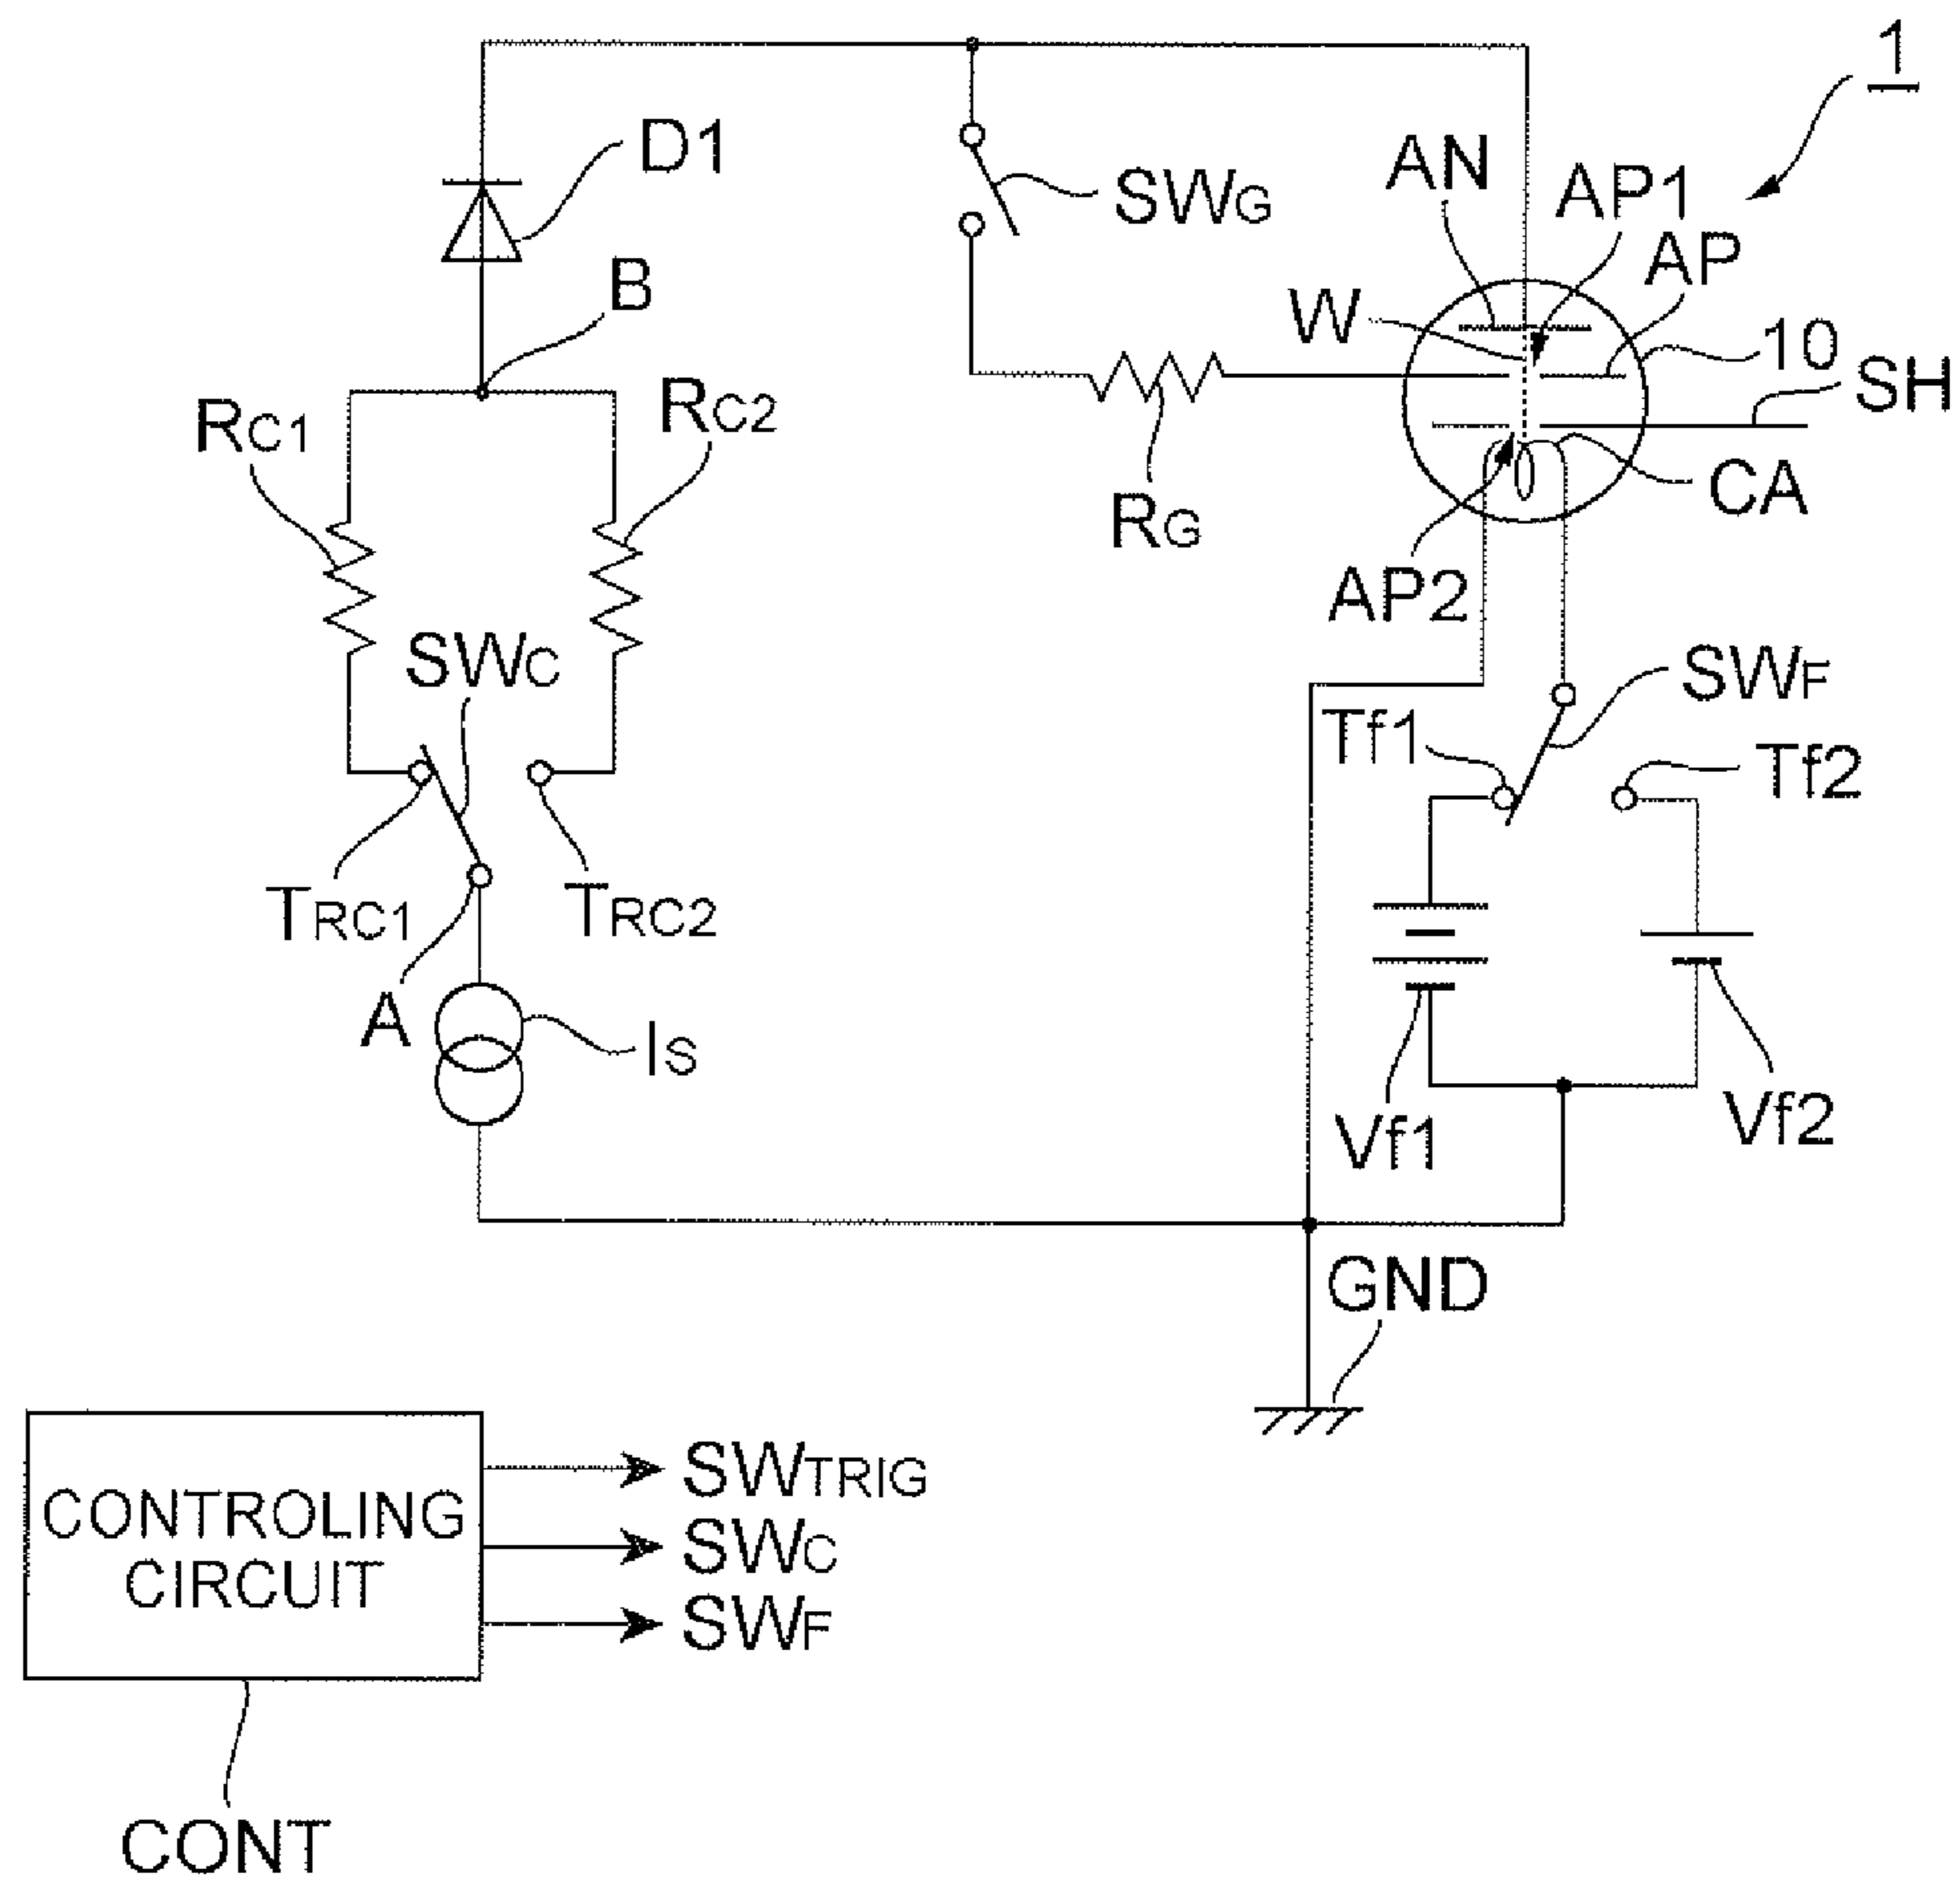 1
D1
SWG
AN
AP1
AP
B
W
10
SH
RC1
RC2
CA
RG
AP2
SWC
SWF
Tf1
Tf2
TRC1
TRC2
A
IS
Vf1
Vf2
GND
CONTROLING
CIRCUIT
SWTRIG
SWC
SWF
CONT